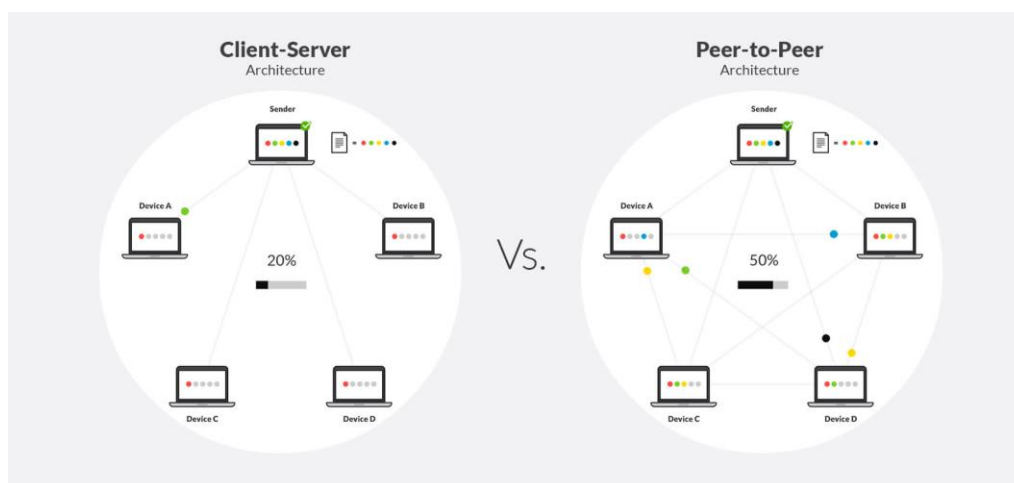 Client-Server
Architecture
Sender
Device A
Device B
20%
Device C
Device D
Vs.
Peer-to-Peer
Architecture
Sender
Device A
Device B
50%
Device C
Device D